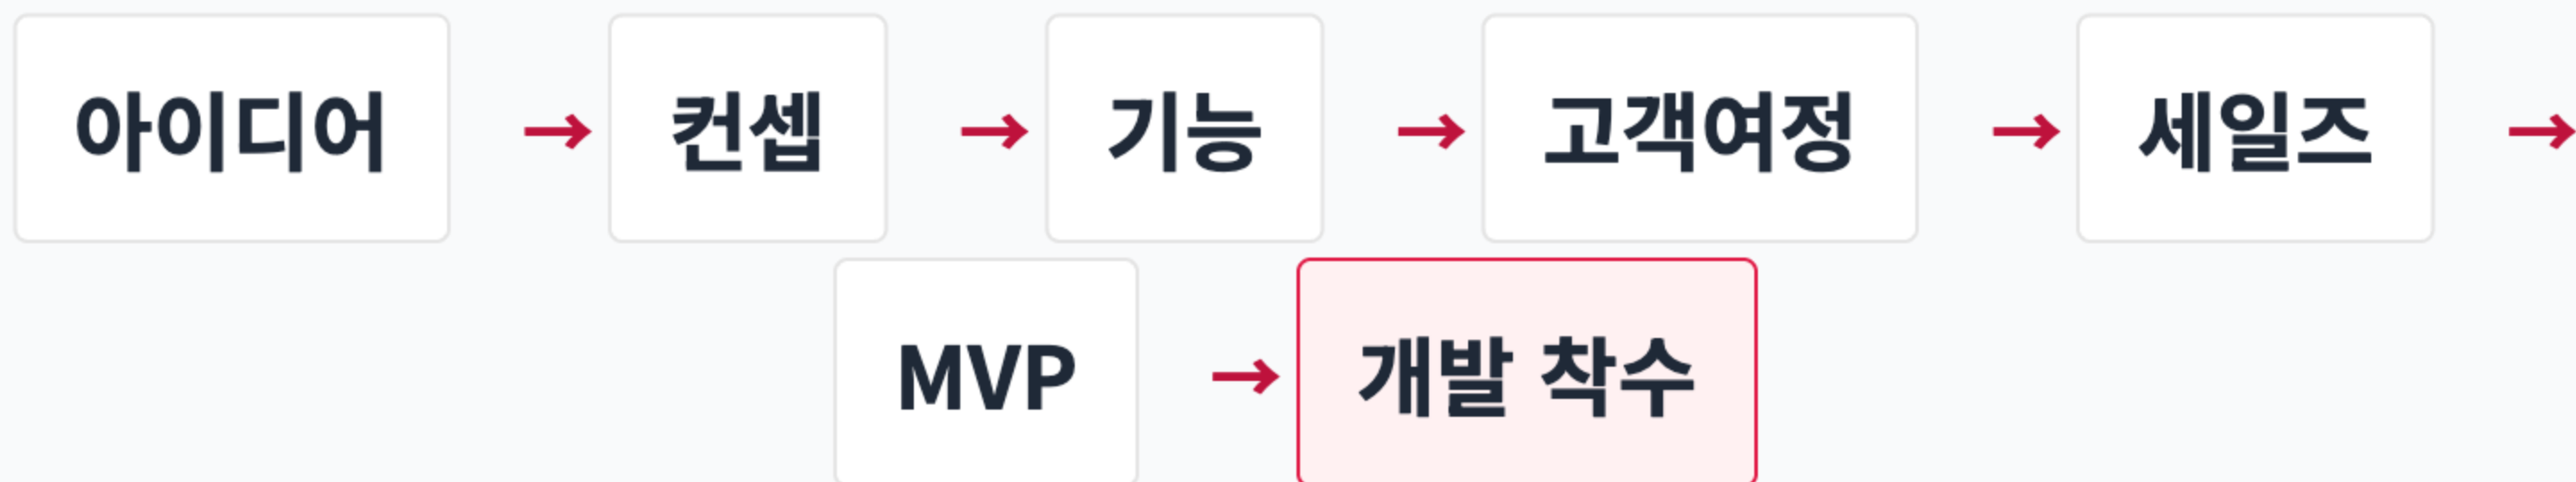 아이디어 → 컨셉 → 기능 → 고객여정 → 세일즈 →
MVP → 개발 착수